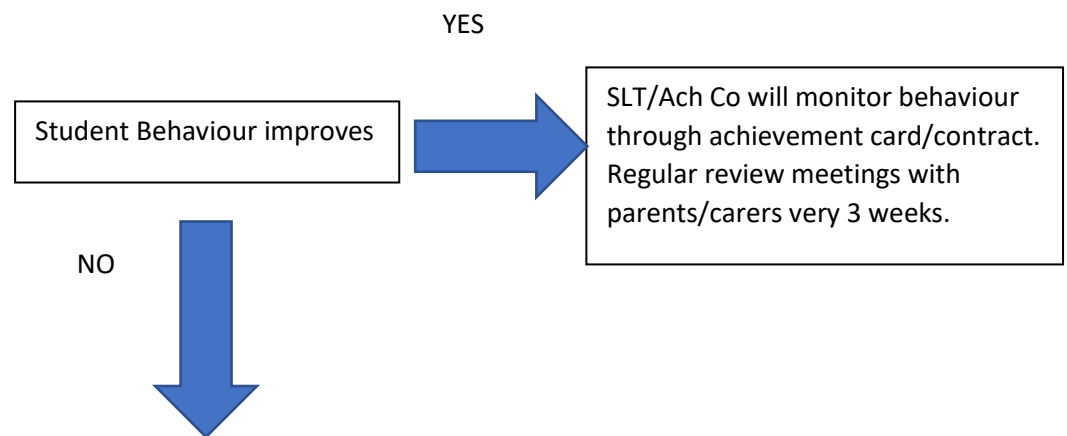 YES
Student Behaviour improves
SLT/Ach Co will monitor behaviour
through achievement card/contract.
Regular review meetings with
parents/carers very 3 weeks.
NO